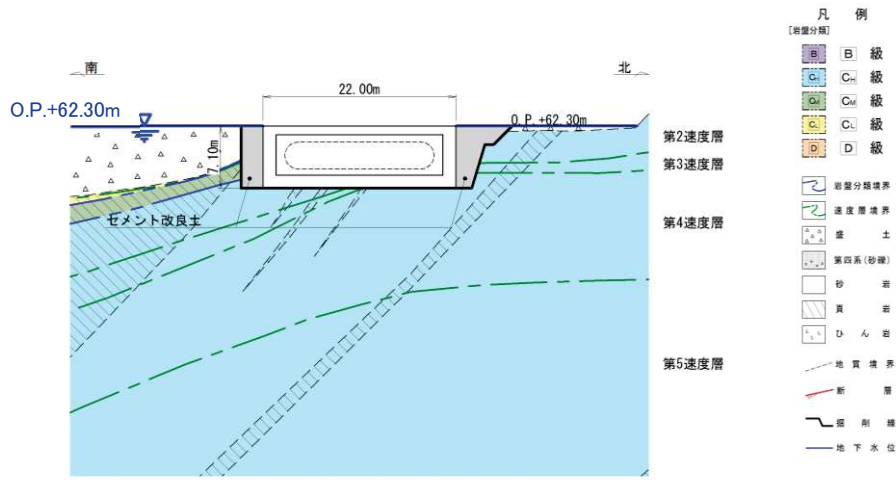 南
北
22.00m
O.P.+62.30m
O.P.+62.30m
7.10m
セメント改良土
第2速度層
第3速度層
第4速度層
第5速度層
凡 例
[岩盤分類]
B B 級
CH CH 級
CM CM 級
CL CL 級
D D 級
岩盤分類境界
速度層境界
盛 土
第四系(砂礫)
砂 岩
頁 岩
ひ ん 岩
地 質 境 界
断 層
掘 削 線
地 下 水 位